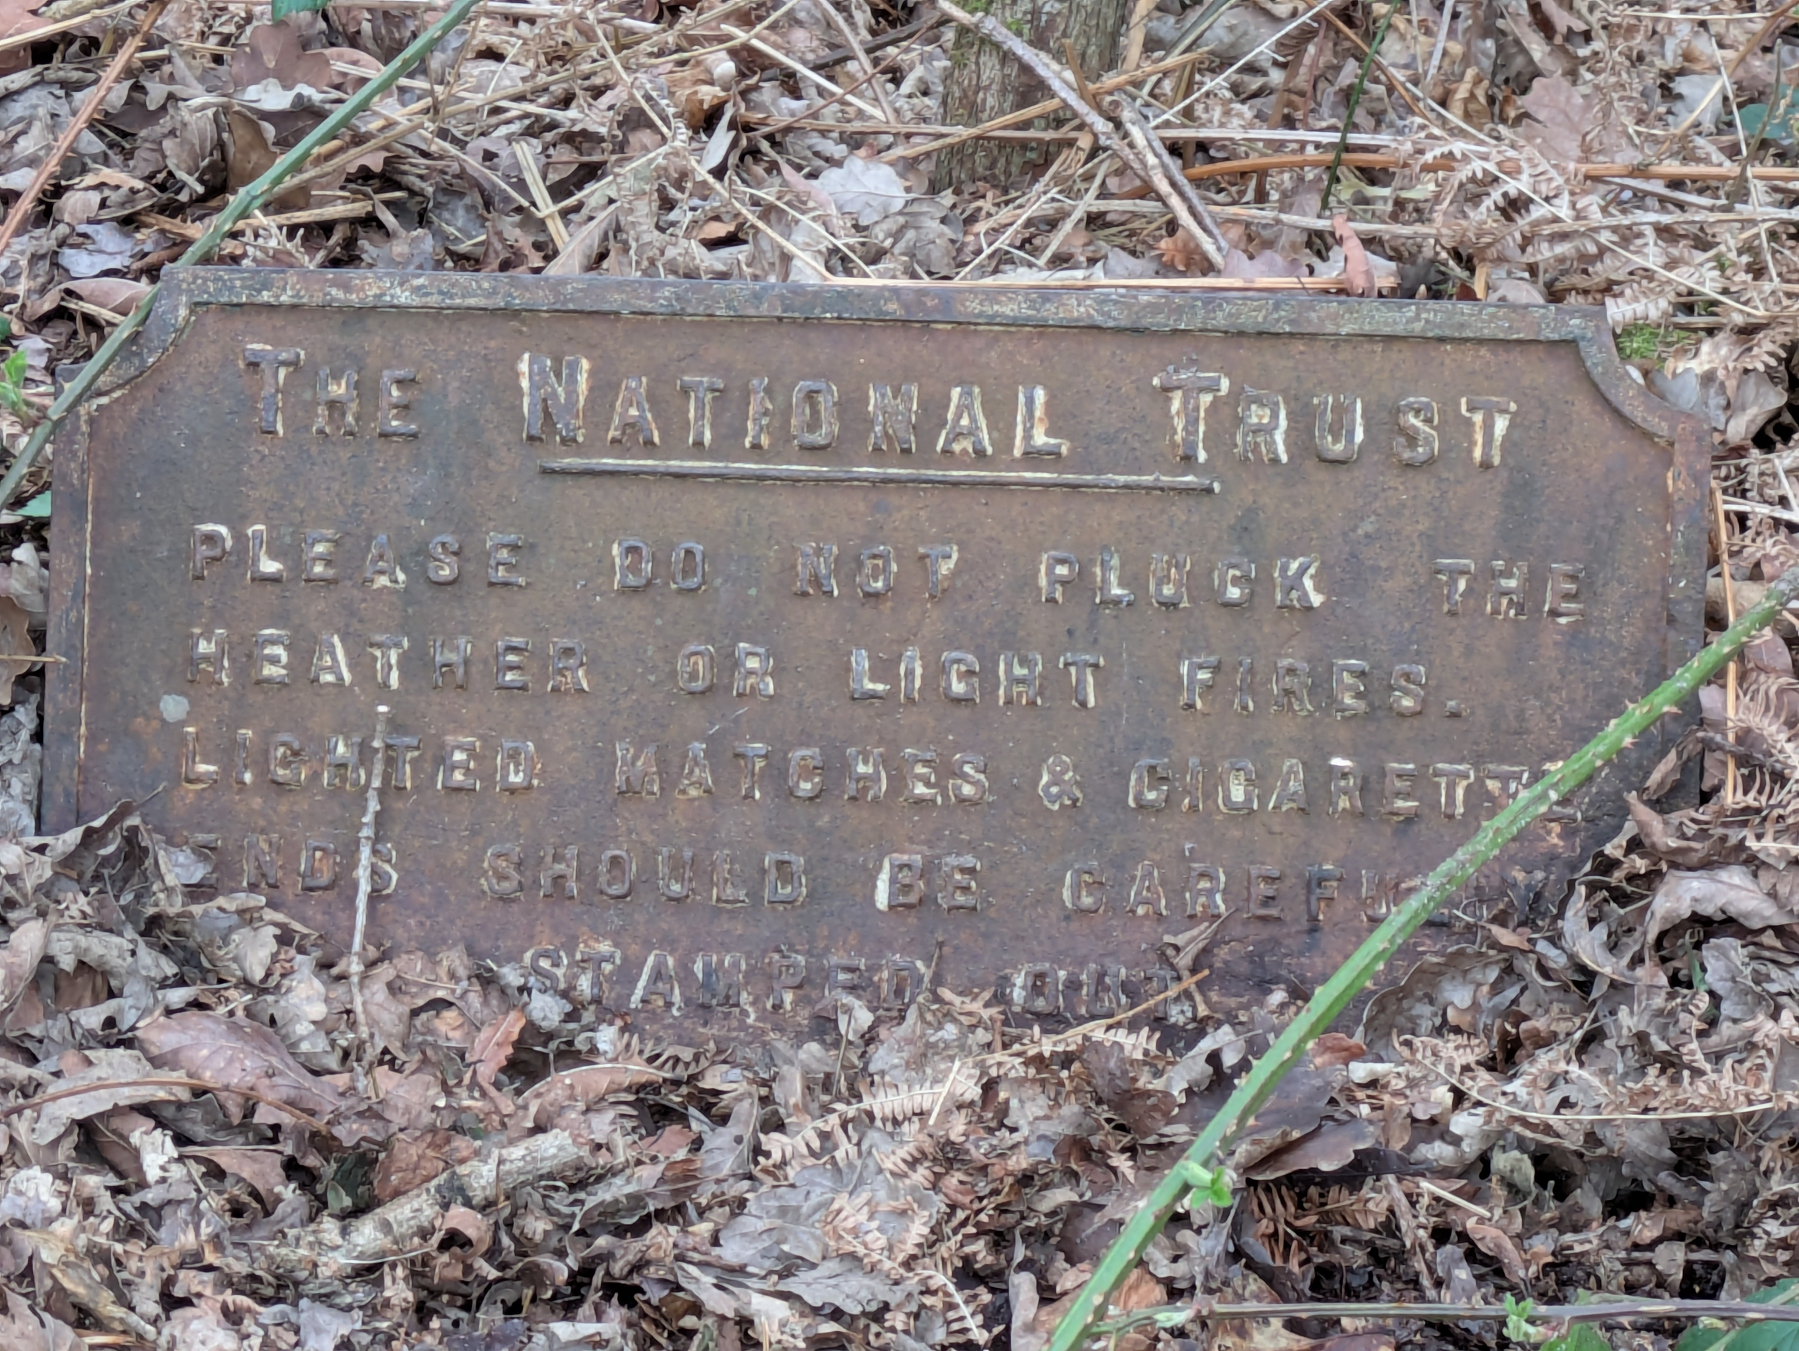 THE NATIONAL TRUST
PLEASE DO NOT PLUCK THE
HEATHER OR LIGHT FIRES.
LIGHTED MATCHES & CIGARETTE
ENDS SHOULD BE CAREFULLY
STAMPED OUT